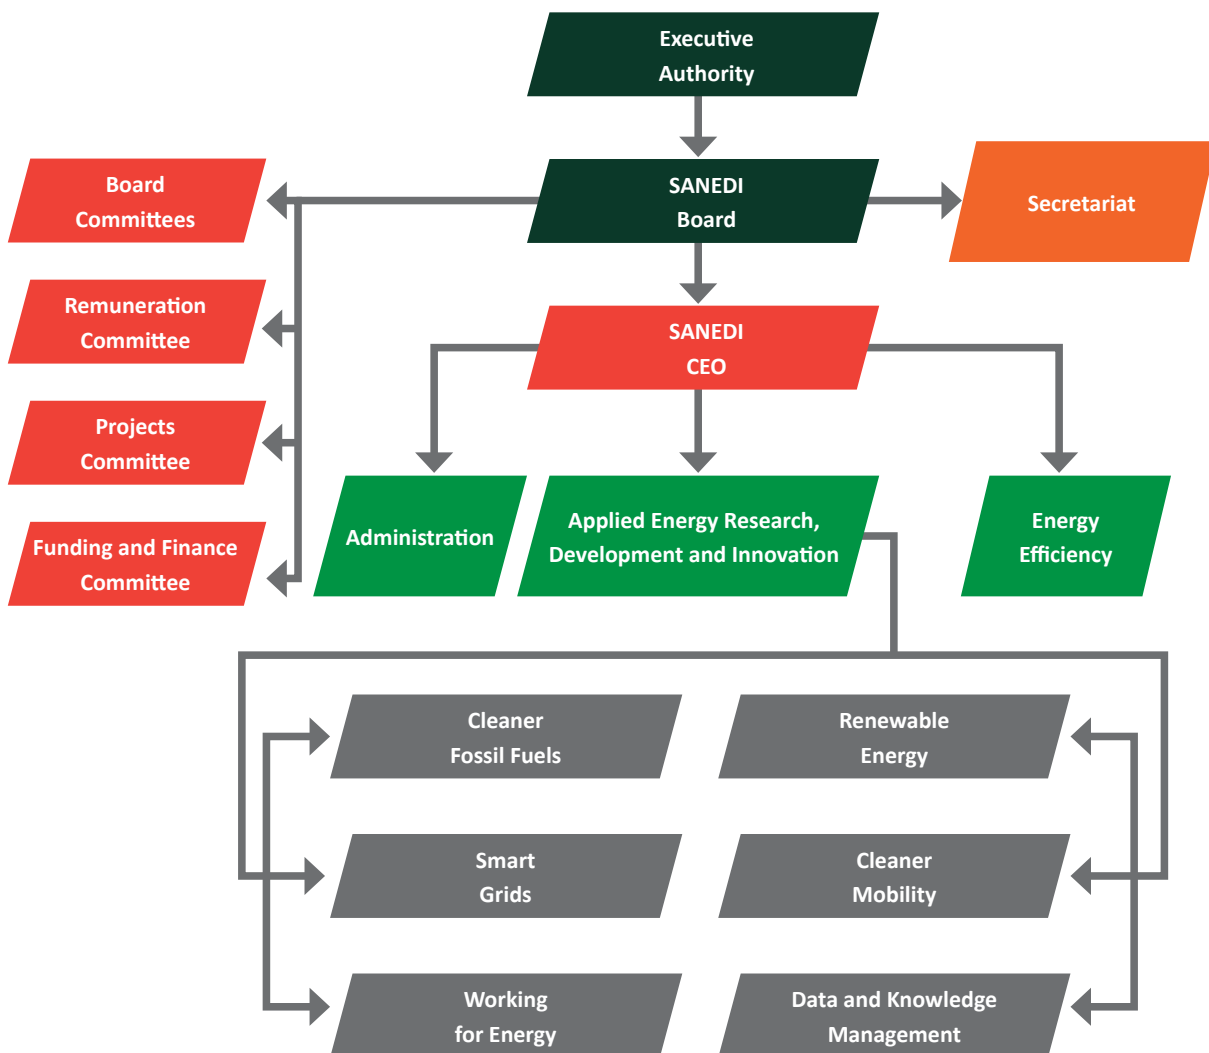 Executive
Authority
SANEDI
Board
Secretariat
Board
Committees
Remuneration
Committee
Projects
Committee
Funding and Finance
Committee
SANEDI
CEO
Administration
Applied Energy Research,
Development and Innovation
Energy
Efficiency
Cleaner
Fossil Fuels
Renewable
Energy
Smart
Grids
Cleaner
Mobility
Working
for Energy
Data and Knowledge
Management